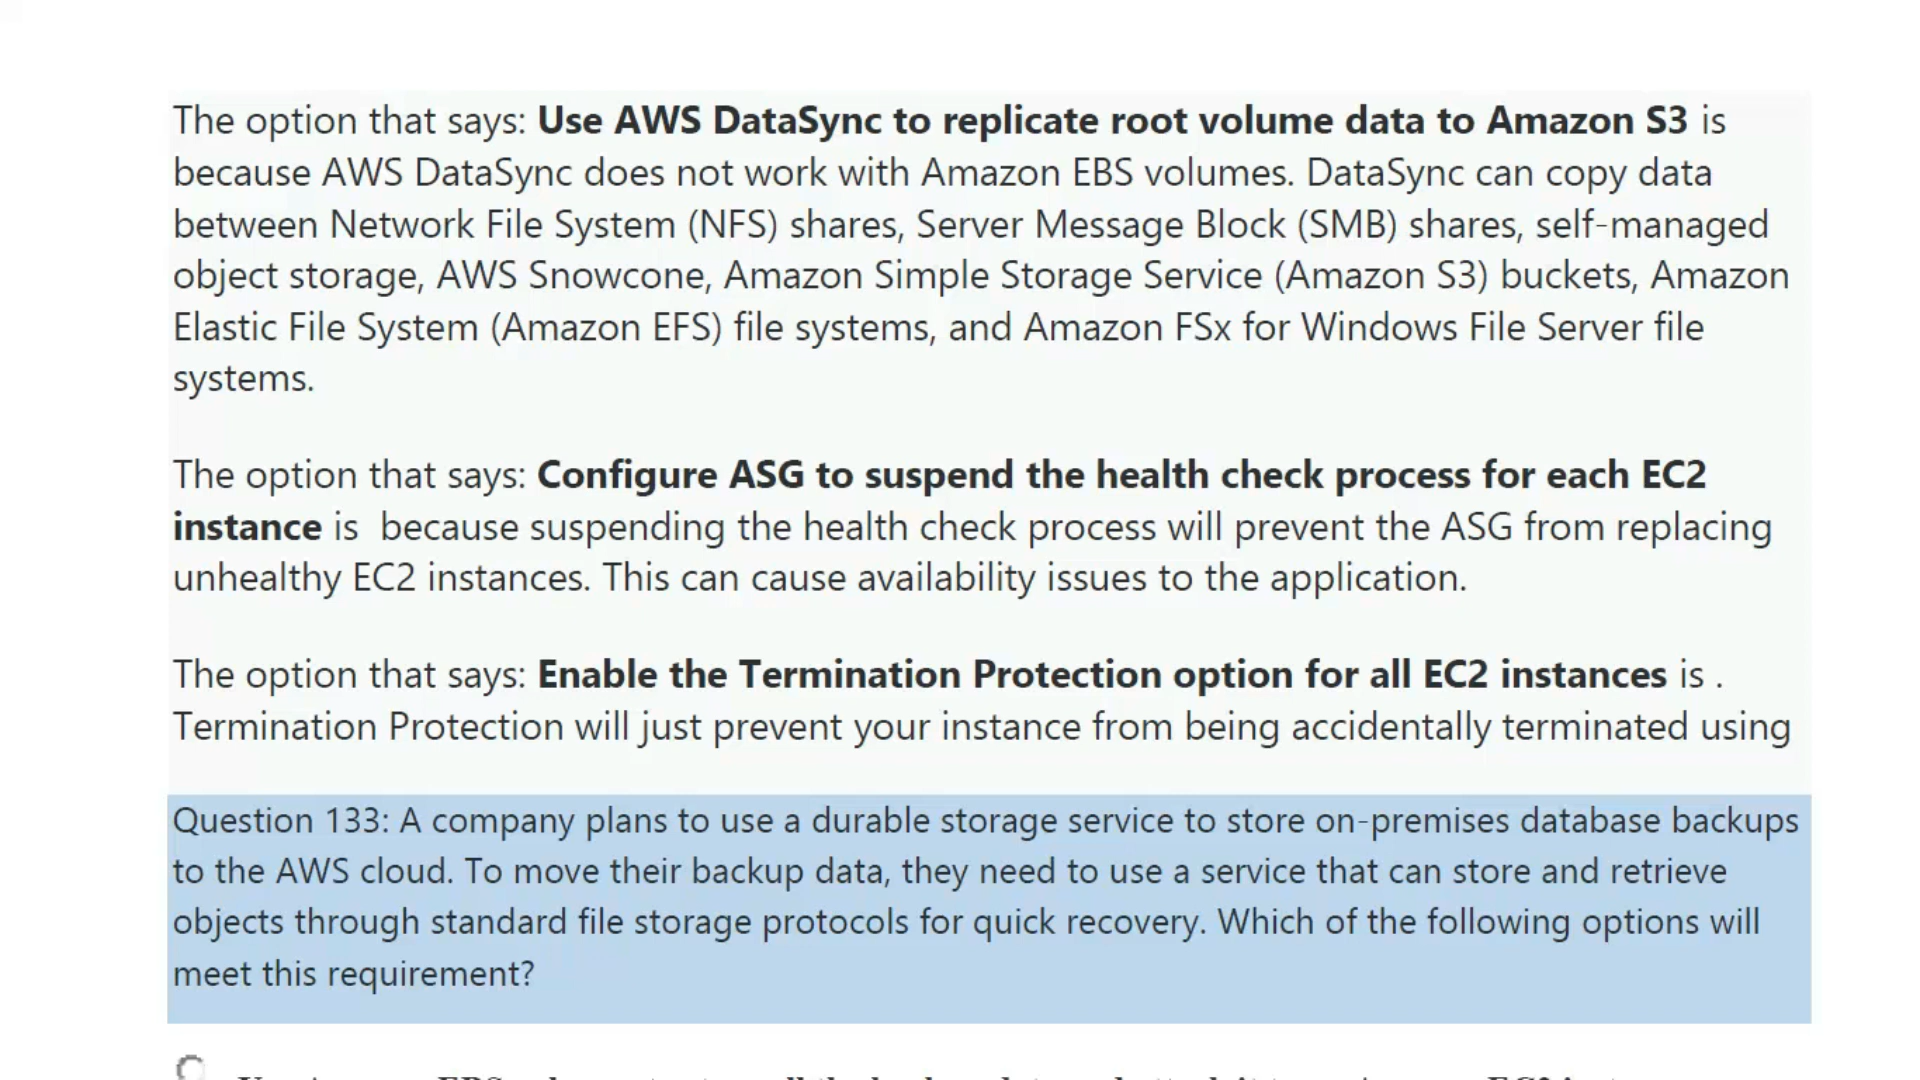 The option that says: Use AWS DataSync to replicate root volume data to Amazon S3 is
because AWS DataSync does not work with Amazon EBS volumes. DataSync can copy data
between Network File System (NFS) shares, Server Message Block (SMB) shares, self-managed
object storage, AWS Snowcone, Amazon Simple Storage Service (Amazon S3) buckets, Amazon
Elastic File System (Amazon EFS) file systems, and Amazon FSx for Windows File Server file
systems.
The option that says: Configure ASG to suspend the health check process for each EC2
instance is  because suspending the health check process will prevent the ASG from replacing
unhealthy EC2 instances. This can cause availability issues to the application.
The option that says: Enable the Termination Protection option for all EC2 instances is .
Termination Protection will just prevent your instance from being accidentally terminated using
Question 133: A company plans to use a durable storage service to store on-premises database backups
to the AWS cloud. To move their backup data, they need to use a service that can store and retrieve
objects through standard file storage protocols for quick recovery. Which of the following options will
meet this requirement?